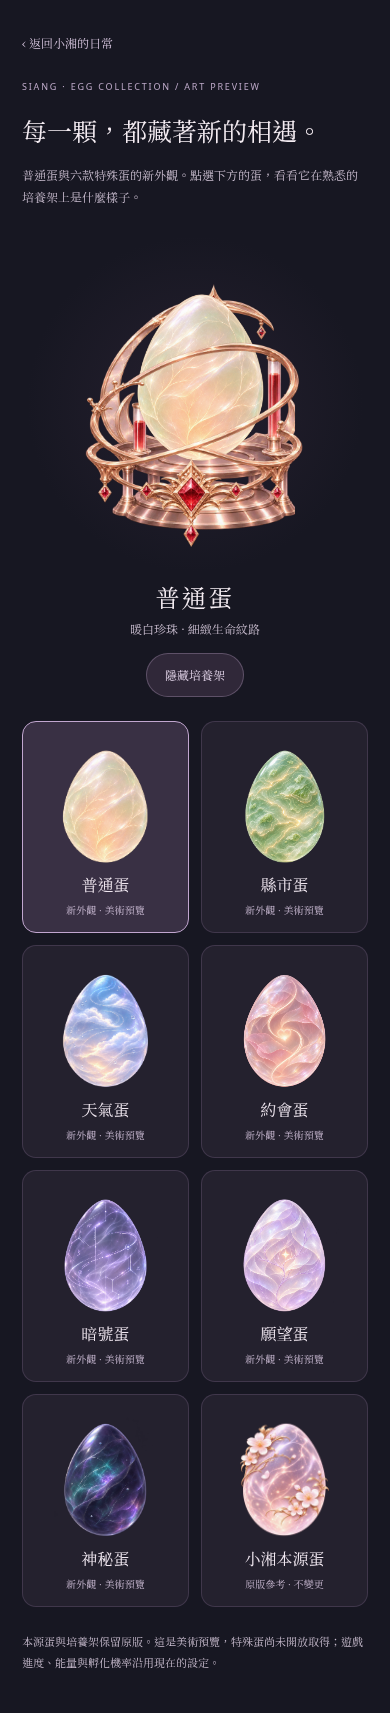 ‹ 返回小湘的日常
SIANG · EGG COLLECTION / ART PREVIEW
每一顆，都藏著新的相遇。
普通蛋與六款特殊蛋的新外觀。點選下方的蛋，看看它在熟悉的
培養架上是什麼樣子。
普通蛋
暖白珍珠 · 細緻生命紋路
隱藏培養架
普通蛋
新外觀 · 美術預覽
縣市蛋
新外觀 · 美術預覽
天氣蛋
新外觀 · 美術預覽
約會蛋
新外觀 · 美術預覽
暗號蛋
新外觀 · 美術預覽
願望蛋
新外觀 · 美術預覽
神秘蛋
新外觀 · 美術預覽
小湘本源蛋
原版參考 · 不變更
本源蛋與培養架保留原版。這是美術預覽，特殊蛋尚未開放取得；遊戲
進度、能量與孵化機率沿用現在的設定。